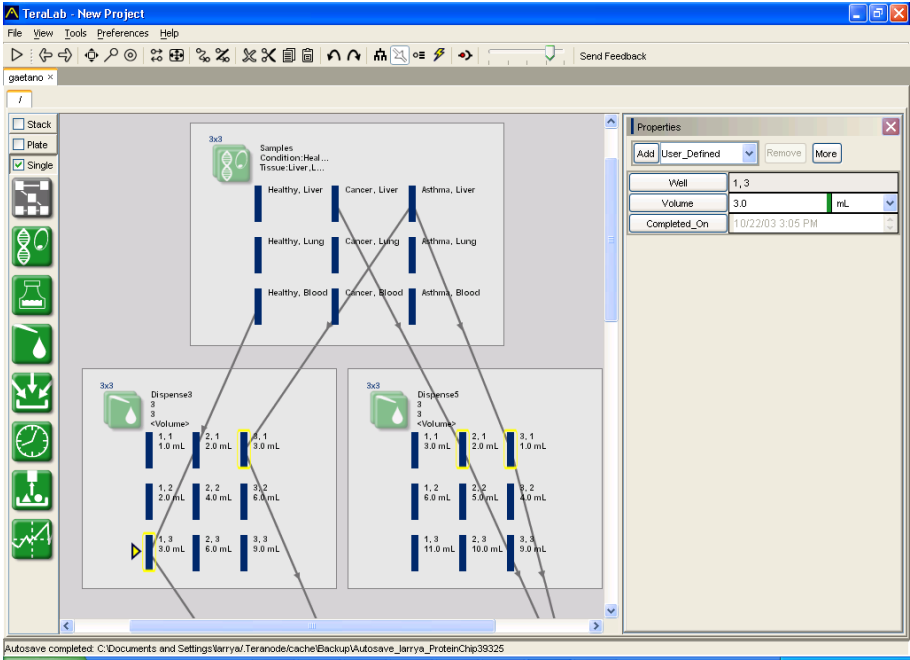 TeraLab - New Project
File View Tools Preferences Help
Send Feedback
gaetano ×
/
Stack
Plate
Single
3x3
Samples
Condition:Heal...
Tissue:Liver,L...
Healthy, Liver Cancer, Liver Asthma, Liver
Healthy, Lung Cancer, Lung Asthma, Lung
Healthy, Blood Cancer, Blood Asthma, Blood
3x3
Dispense3
3
3
<Volume>
1, 1 2, 1 3, 1
1.0 mL 2.0 mL 3.0 mL
1, 2 2, 2 3, 2
2.0 mL 4.0 mL 6.0 mL
1, 3 2, 3 3, 3
3.0 mL 6.0 mL 9.0 mL
3x3
Dispense5
3
3
<Volume>
1, 1 2, 1 3, 1
3.0 mL 2.0 mL 1.0 mL
1, 2 2, 2 3, 2
6.0 mL 5.0 mL 4.0 mL
1, 3 2, 3 3, 3
11.0 mL 10.0 mL 9.0 mL
Properties
Add User_Defined Remove More
Well 1, 3
Volume 3.0 mL
Completed_On 10/22/03 3:05 PM
Autosave completed: C:\Documents and Settings\larrya/.Teranode/cache\Backup\Autosave_larrya_ProteinChip39325